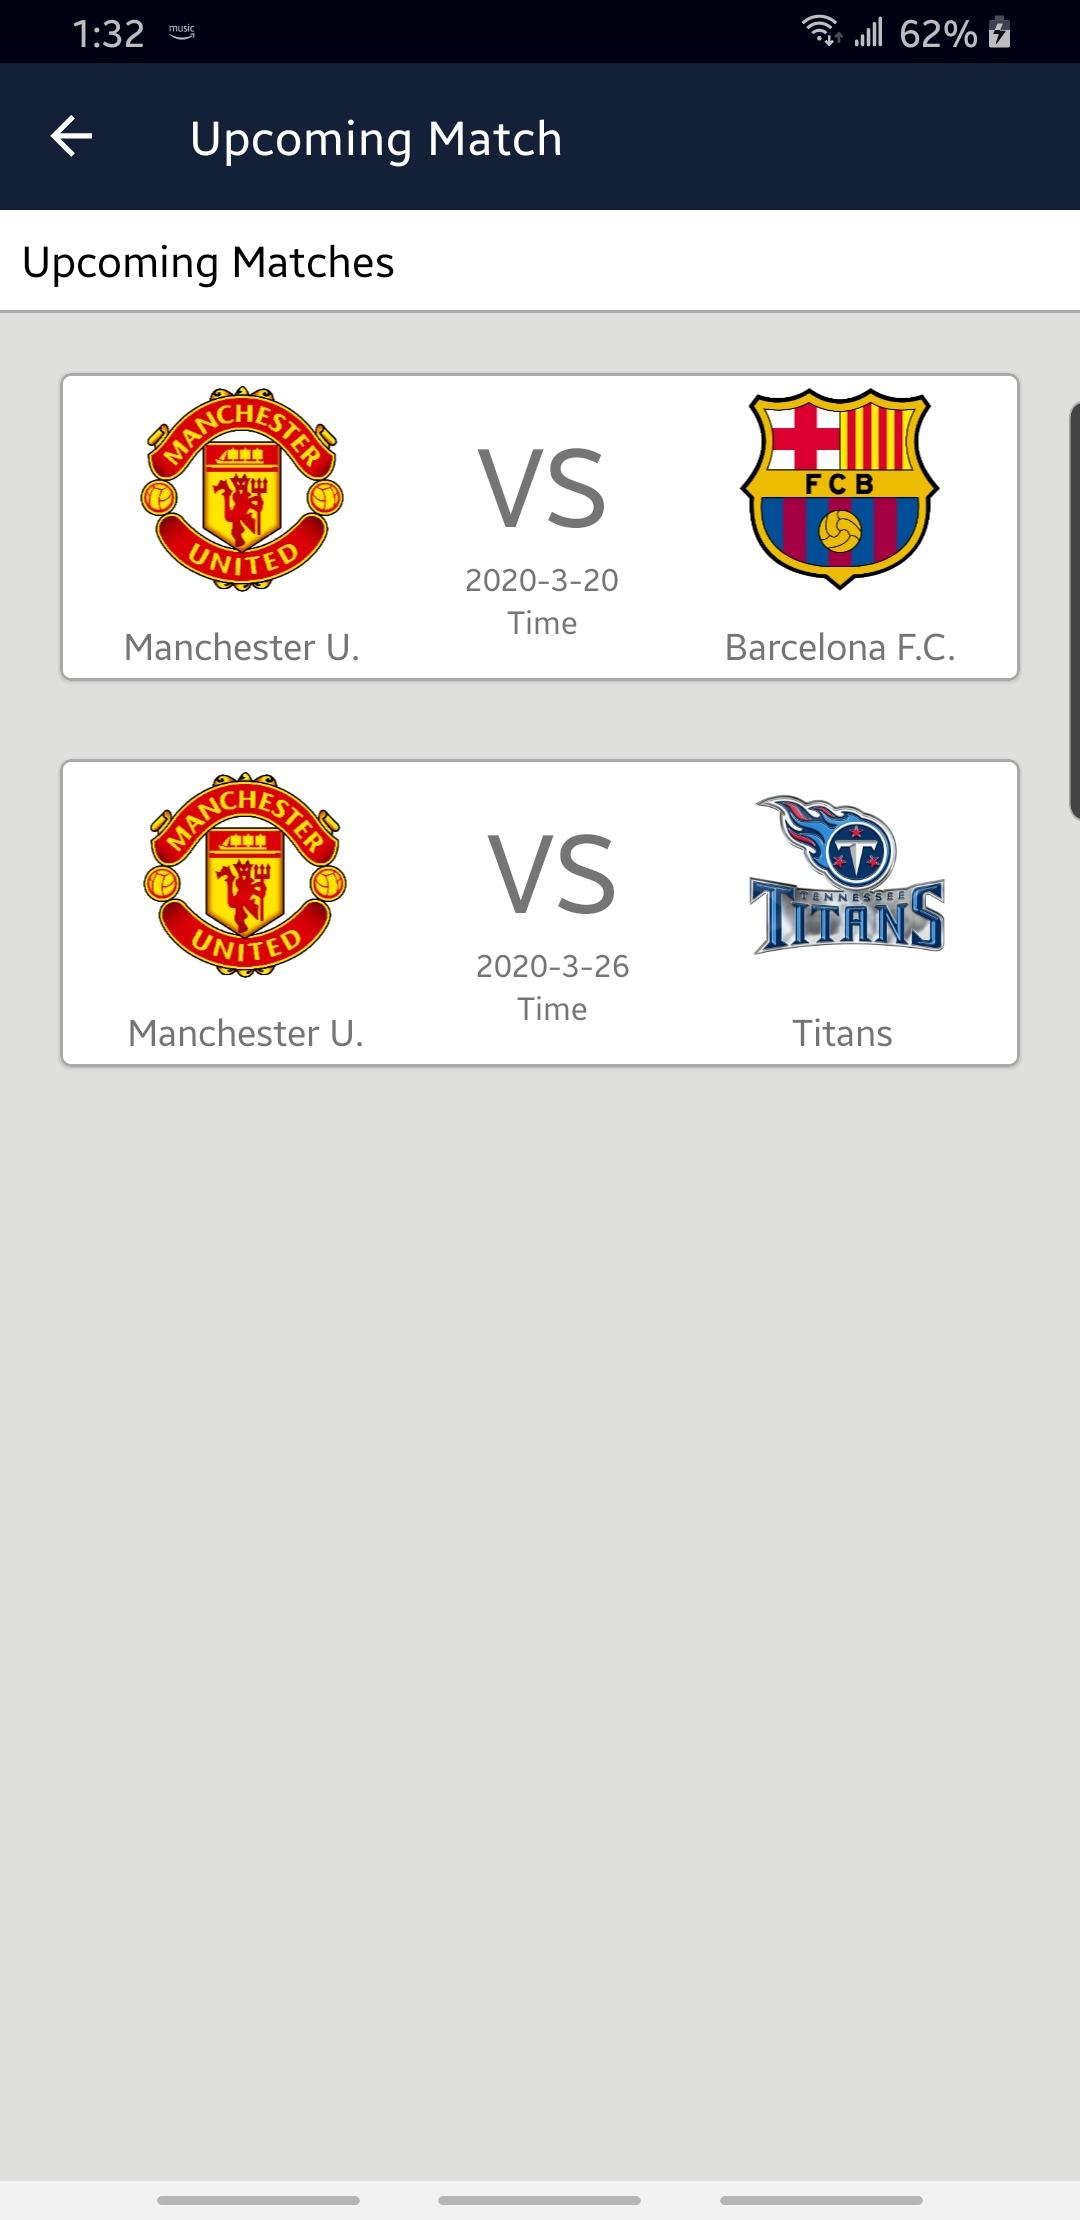 1:32 music 62%
Upcoming Match
Upcoming Matches
MANCHESTER
UNITED
VS
2020-3-20
Time
FCB
Manchester U.
Barcelona F.C.
MANCHESTER
UNITED
VS
2020-3-26
Time
T
TENNESSEE
TITANS
Manchester U.
Titans